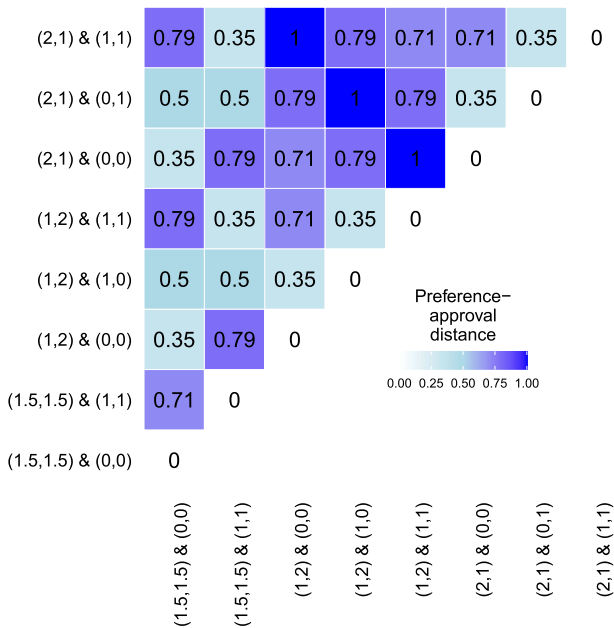 (2,1) & (1,1) 0.79 0.35 1 0.79 0.71 0.71 0.35 0
(2,1) & (0,1) 0.5 0.5 0.79 1 0.79 0.35 0
(2,1) & (0,0) 0.35 0.79 0.71 0.79 1 0
(1,2) & (1,1) 0.79 0.35 0.71 0.35 0
(1,2) & (1,0) 0.5 0.5 0.35 0
(1,2) & (0,0) 0.35 0.79 0
(1.5,1.5) & (1,1) 0.71 0
(1.5,1.5) & (0,0) 0
Preference−
approval
distance
0.00 0.25 0.50 0.75 1.00
(1.5,1.5) & (0,0)
(1.5,1.5) & (1,1)
(1,2) & (0,0)
(1,2) & (1,0)
(1,2) & (1,1)
(2,1) & (0,0)
(2,1) & (0,1)
(2,1) & (1,1)